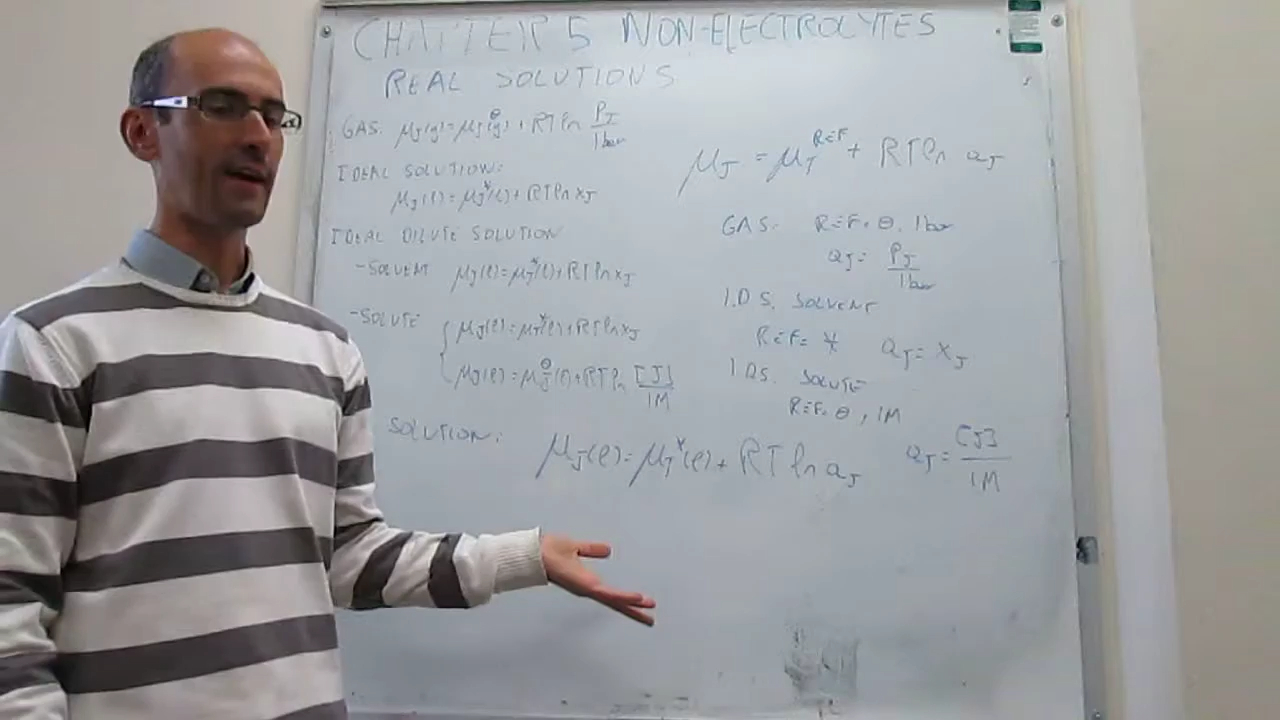 CHAPTER 5 NON-ELECTROLYTES
REAL SOLUTIONS
GAS: μJ(g)=μJ⦵(g)+RT ln PJ/1bar
IDEAL SOLUTION:
μJ(l)=μJ*(l)+RT ln xJ
IDEAL DILUTE SOLUTION
-SOLVENT μJ(l)=μJ*(l)+RT ln xJ
-SOLUTE { μJ(l)=μJ*(l)+RT ln xJ
μJ(l)=μJ⦵(l)+RT ln [J]/1M
SOLUTION: μJ(l)=μJ*(l)+RT ln aJ
μJ = μJ REF + RT ln aJ
GAS: REF= ⦵, 1bar
aJ= PJ/1bar
I.D.S. SOLVENT
REF= * aJ= xJ
I.D.S. SOLUTE
REF= ⦵, 1M
aJ= [J]/1M